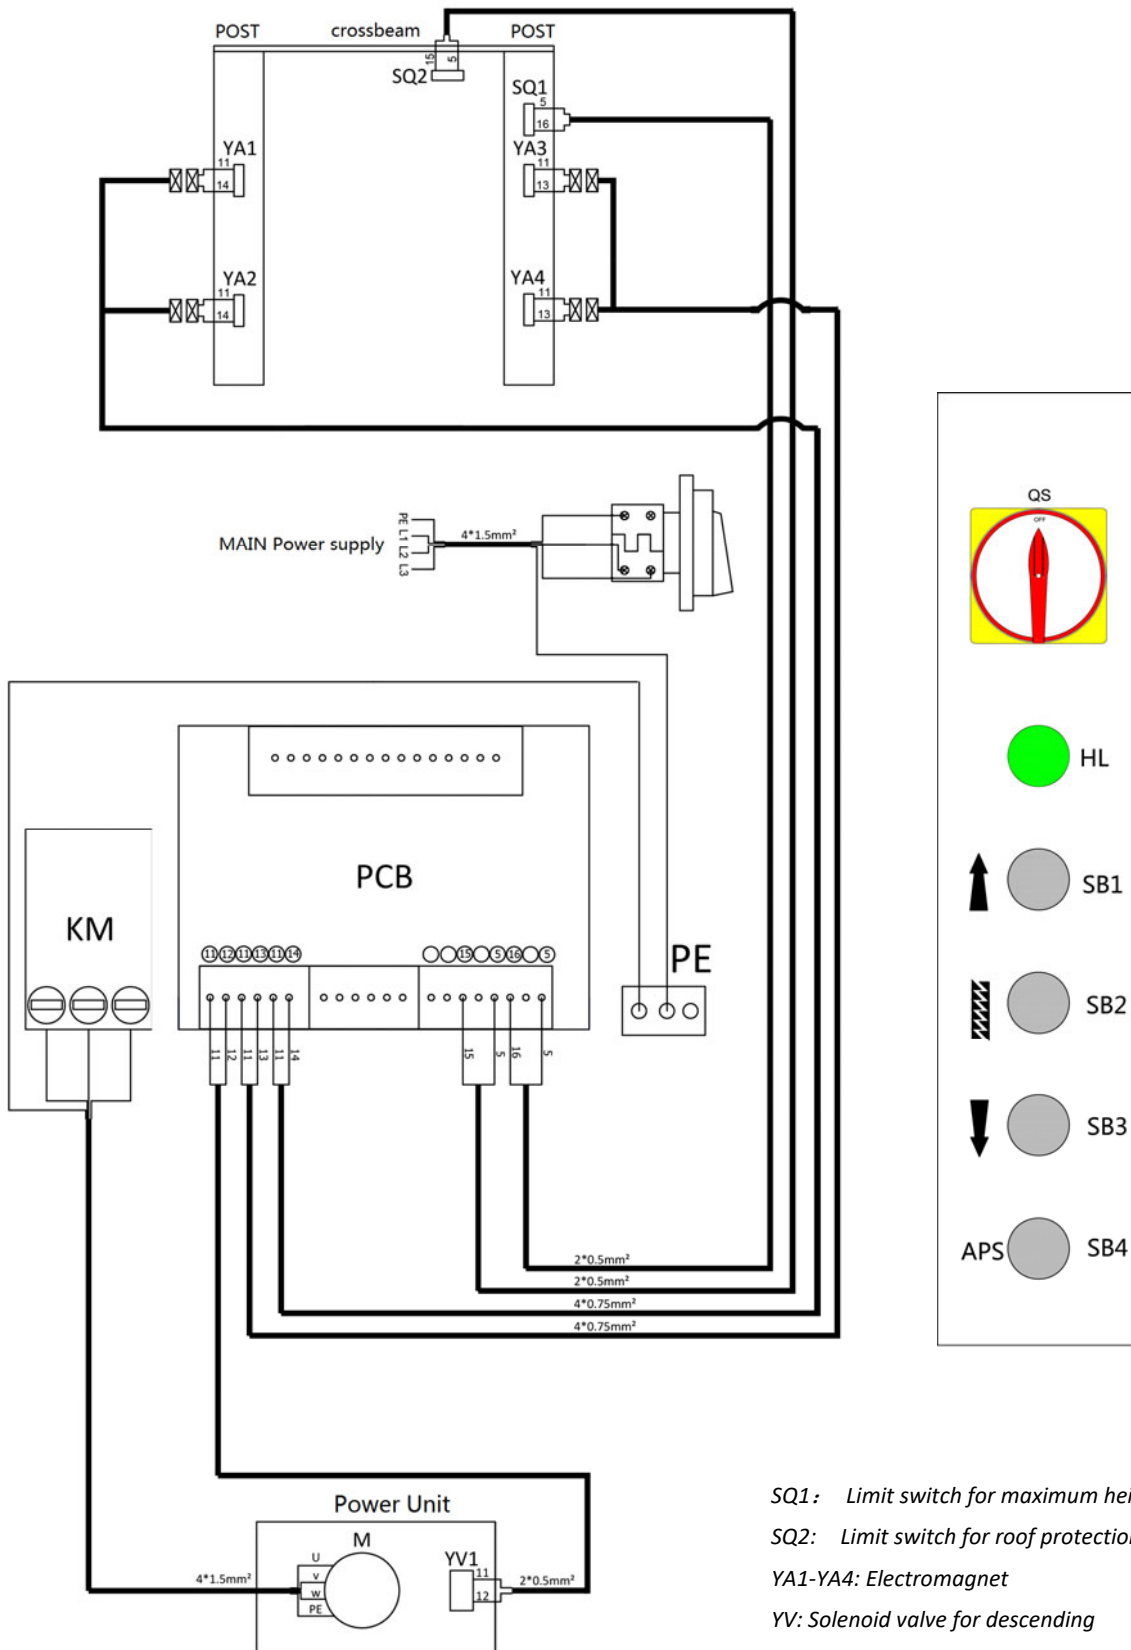 POST crossbeam POST
15 5
SQ2
SQ1
5
16
YA1
11
14
YA3
11
13
YA2
11
14
YA4
11
13
MAIN Power supply
PE
L1
L2
L3
4*1.5mm²
QS
OFF
HL
SB1
SB2
SB3
APS SB4
KM
PCB
PE
11 12 11 13 11 14
15 5 16 5
11 12 11 13 11 14
15 5 16 5
2*0.5mm²
2*0.5mm²
4*0.75mm²
4*0.75mm²
Power Unit
M
U
v
w
PE
4*1.5mm²
YV1
11
12
2*0.5mm²
SQ1： Limit switch for maximum hei
SQ2: Limit switch for roof protection
YA1-YA4: Electromagnet
YV: Solenoid valve for descending